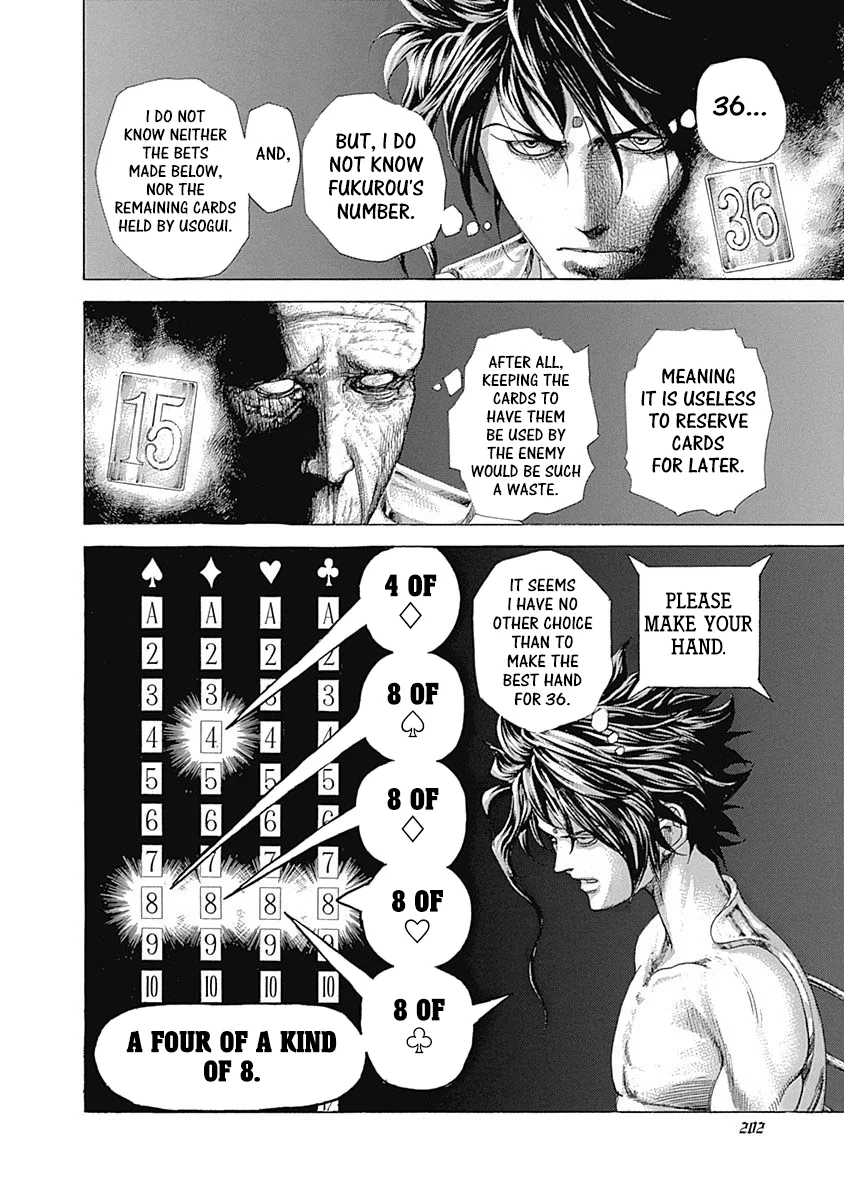 36...
36
BUT, I DO
NOT KNOW
FUKUROU'S
NUMBER.
AND,
I DO NOT
KNOW NEITHER
THE BETS
MADE BELOW,
NOR THE
REMAINING CARDS
HELD BY USOGUI.
MEANING
IT IS USELESS
TO RESERVE
CARDS
FOR LATER.
AFTER ALL,
KEEPING THE
CARDS TO
HAVE THEM
BE USED BY
THE ENEMY
WOULD BE SUCH
A WASTE.
15
PLEASE
MAKE YOUR
HAND.
IT SEEMS
I HAVE NO
OTHER CHOICE
THAN TO
MAKE THE
BEST HAND
FOR 36.
4 OF
♢
8 OF
♤
8 OF
♢
8 OF
♡
8 OF
♧
♠ ♦ ♥ ♣
A A A A
2 2 2 2
3 3 3 3
4 4 4 4
5 5 5 5
6 6 6 6
7 7 7 7
8 8 8 8
9 9 9 9
10 10 10 10
A FOUR OF A KIND
OF 8.
202